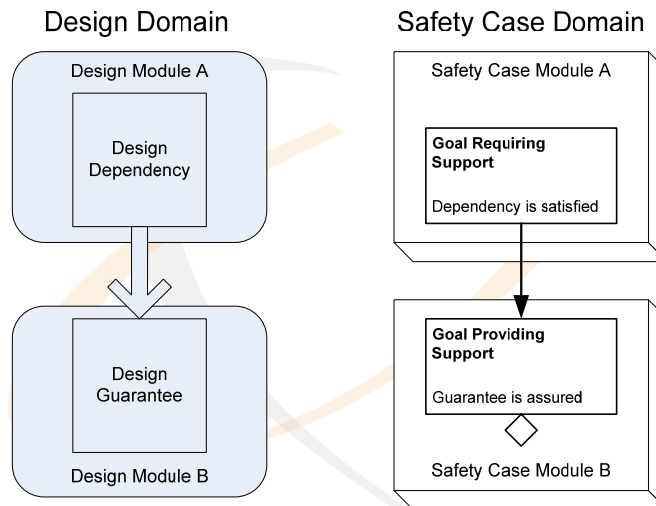 Design Domain
Design Module A
Design
Dependency
Design
Guarantee
Design Module B
Safety Case Domain
Safety Case Module A
Goal Requiring
Support
Dependency is satisfied
Goal Providing
Support
Guarantee is assured
Safety Case Module B